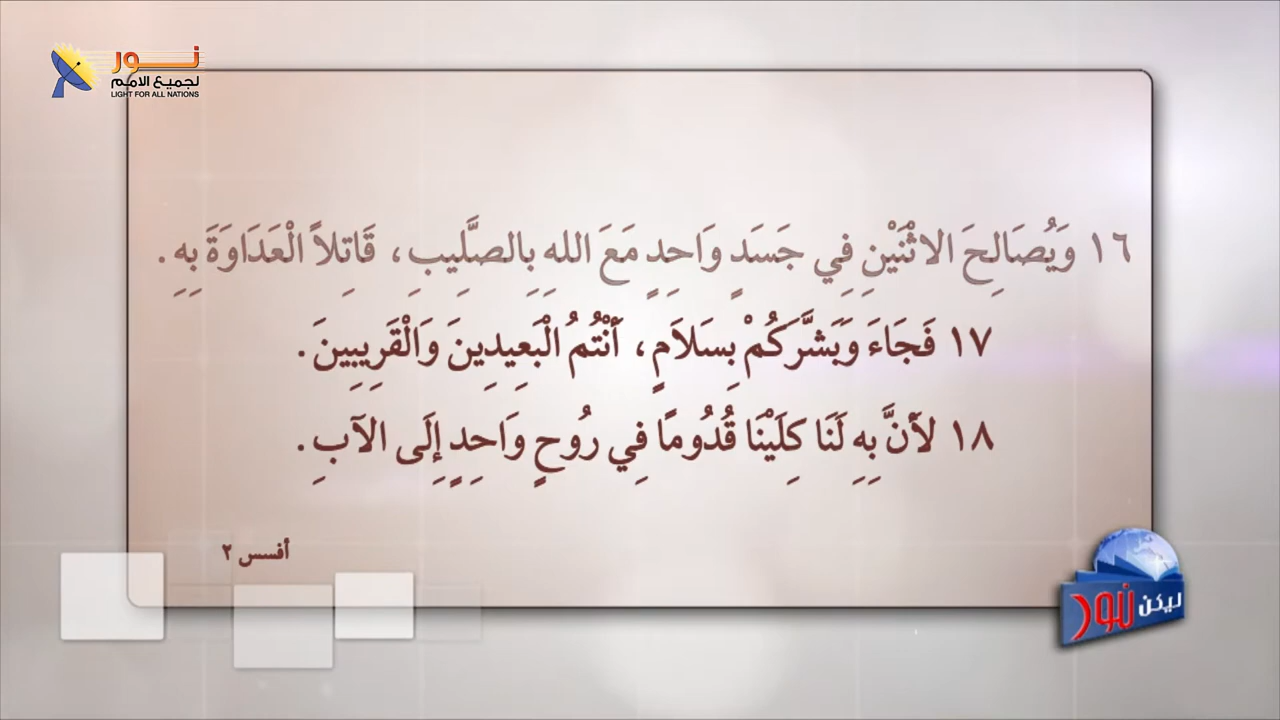 نور
لجميع الامم
LIGHT FOR ALL NATIONS
١٦ وَيُصَالِحَ الاثْنَيْنِ فِي جَسَدٍ وَاحِدٍ مَعَ اللهِ بِالصَّلِيبِ، قَاتِلاً الْعَدَاوَةَ بِهِ.
١٧ فَجَاءَ وَبَشَّرَكُمْ بِسَلاَمٍ، أَنْتُمُ الْبَعِيدِينَ وَالْقَرِيبِينَ.
١٨ لأَنَّ بِهِ لَنَا كِلَيْنَا قُدُومًا فِي رُوحٍ وَاحِدٍ إِلَى الآبِ.
أفسس ٢
ليكن نور